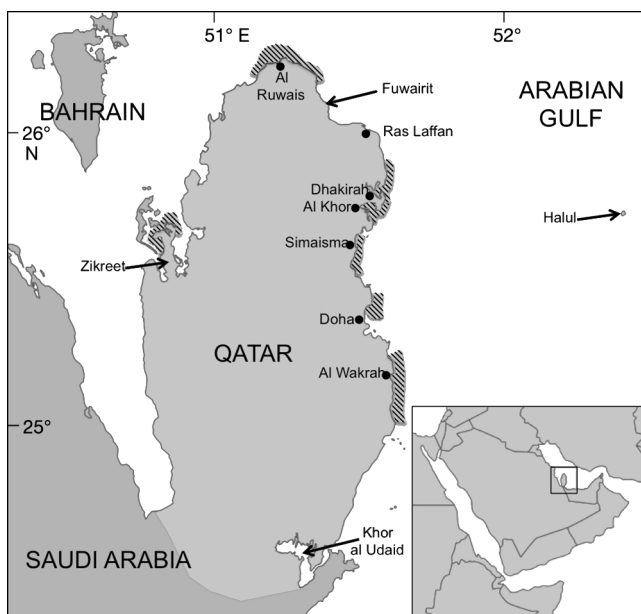 51° E
52°
Al
Ruwais
Fuwairit
ARABIAN
GULF
BAHRAIN
26°
N
Ras Laffan
Dhakirah
Al Khor
Halul
Simaisma
Zikreet
Doha
QATAR
Al Wakrah
25°
Khor
al Udaid
SAUDI ARABIA